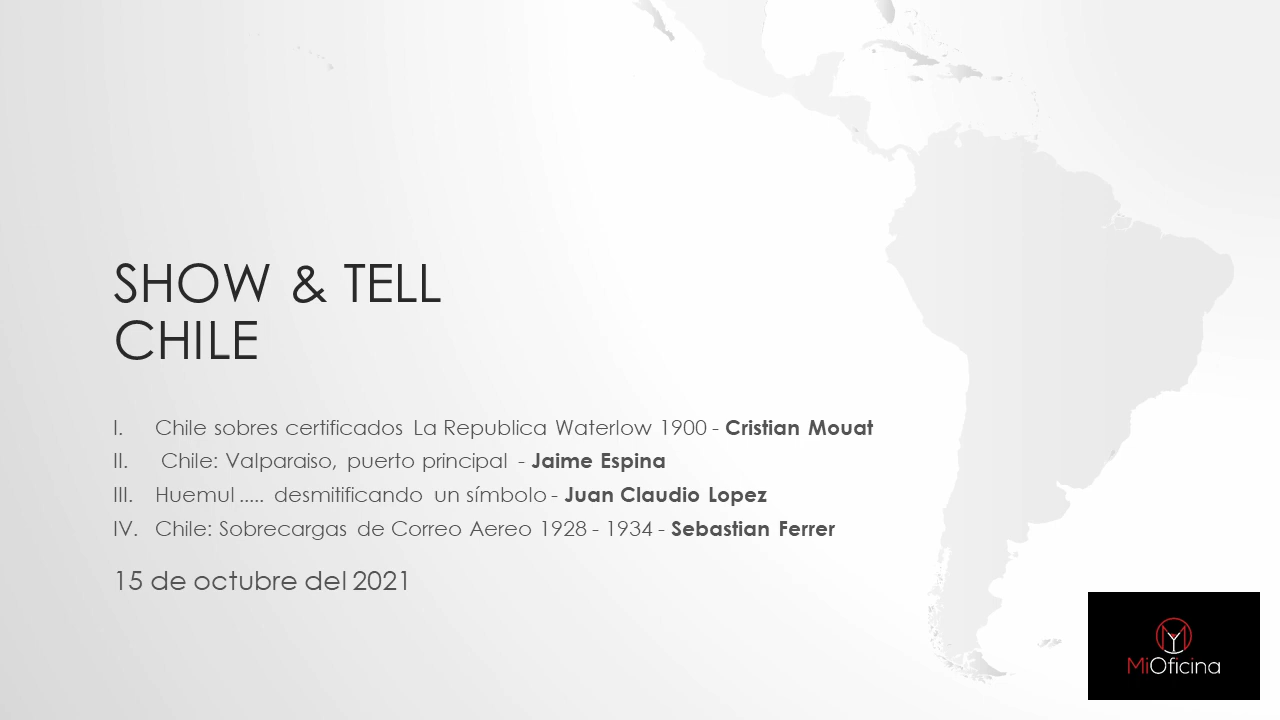 SHOW & TELL
CHILE
I. Chile sobres certificados La Republica Waterlow 1900 - Cristian Mouat
II. Chile: Valparaiso, puerto principal - Jaime Espina
III. Huemul ..... desmitificando un símbolo - Juan Claudio Lopez
IV. Chile: Sobrecargas de Correo Aereo 1928 - 1934 - Sebastian Ferrer
15 de octubre del 2021
MiOficina